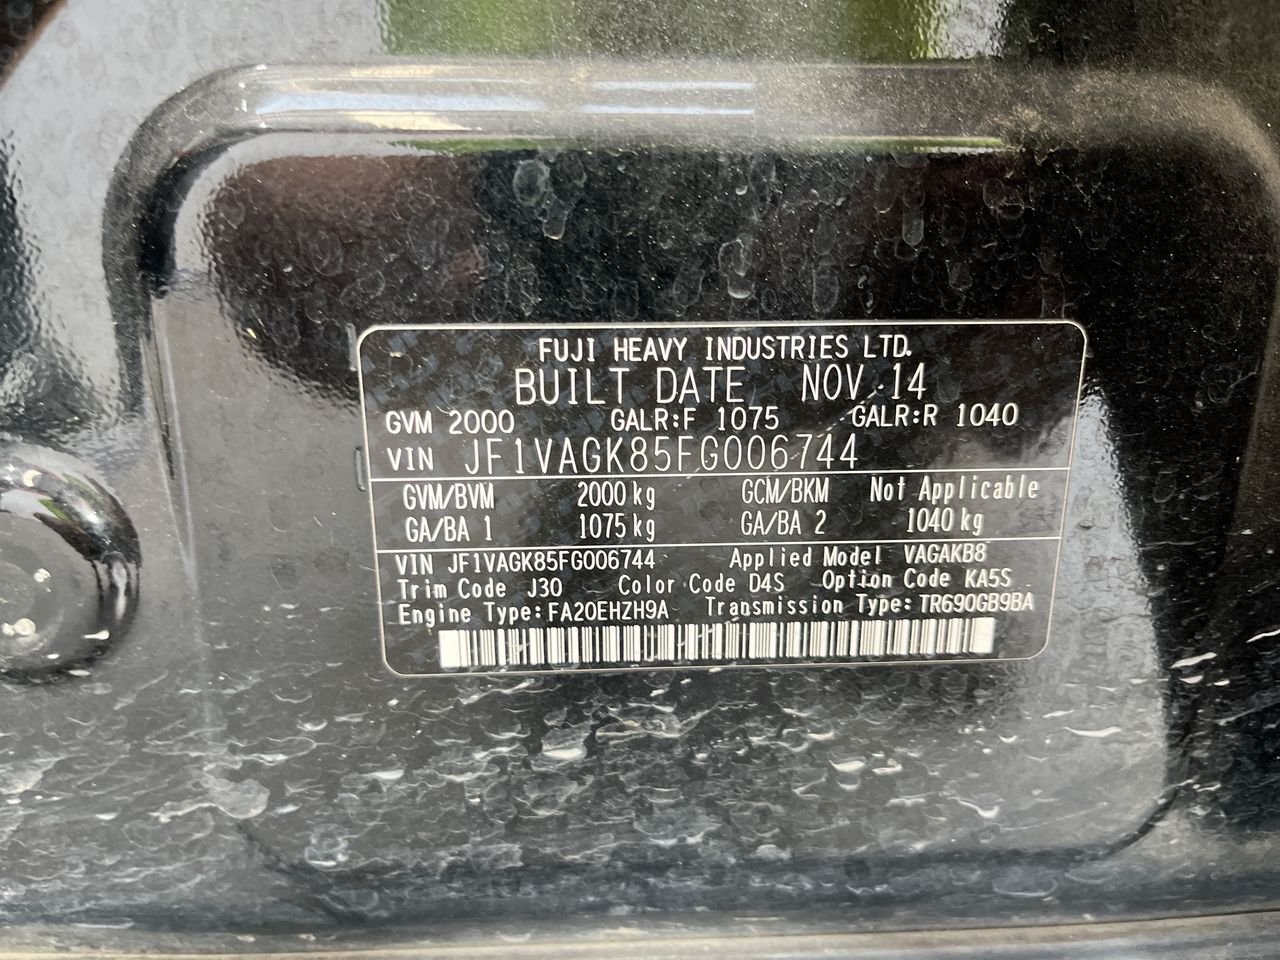 FUJI HEAVY INDUSTRIES LTD.
BUILT DATE NOV.14
GVM 2000 GALR:F 1075 GALR:R 1040
VIN JF1VAGK85FG006744
GVM/BVM 2000 kg GCM/BKM Not Applicable
GA/BA 1 1075 kg GA/BA 2 1040 kg
VIN JF1VAGK85FG006744 Applied Model VAGAKB8
Trim Code J30 Color Code D4S Option Code KA5S
Engine Type: FA20EHZH9A Transmission Type: TR690GB9BA